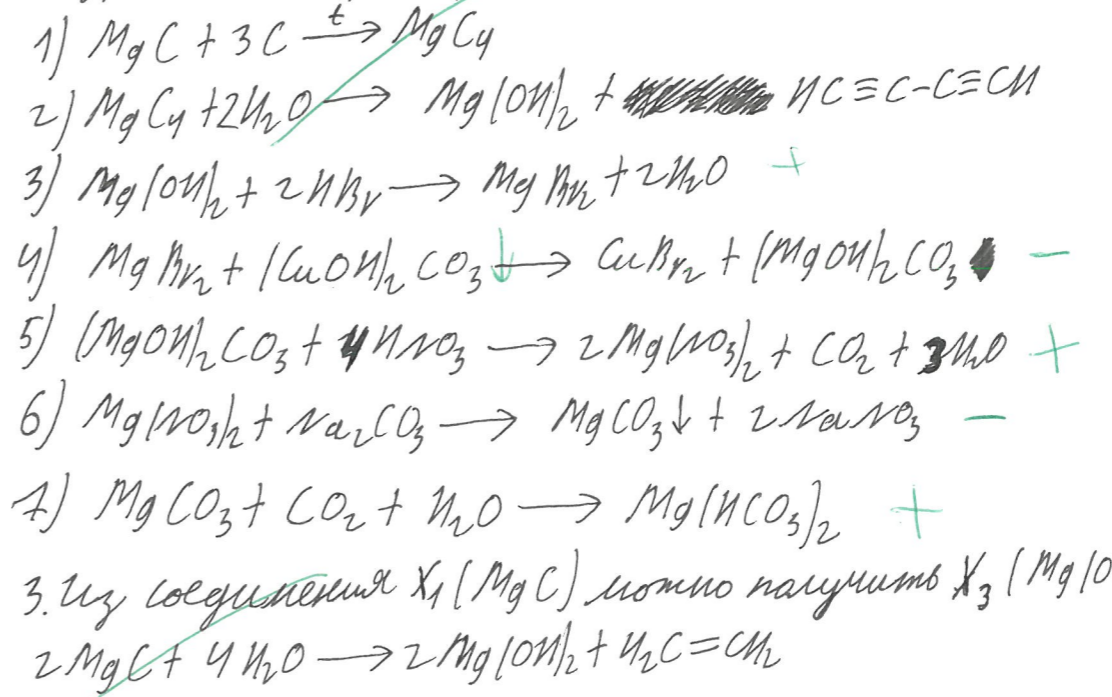 1) MgC + 3C —t→ MgC₄
2) MgC₄ + 2H₂O → Mg(OH)₂ + HC≡C-C≡CH
3) Mg(OH)₂ + 2HBr → MgBr₂ + 2H₂O +
4) MgBr₂ + (CuOH)₂CO₃↓ → CuBr₂ + (MgOH)₂CO₃ −
5) (MgOH)₂CO₃ + 4HNO₃ → 2Mg(NO₃)₂ + CO₂ + 3H₂O +
6) Mg(NO₃)₂ + Na₂CO₃ → MgCO₃↓ + 2NaNO₃ −
7) MgCO₃ + CO₂ + H₂O → Mg(HCO₃)₂ +
3. Из соединения X₁ (MgC) можно получить X₃ (Mg(O
2MgC + 4H₂O → 2Mg(OH)₂ + H₂C=CH₂